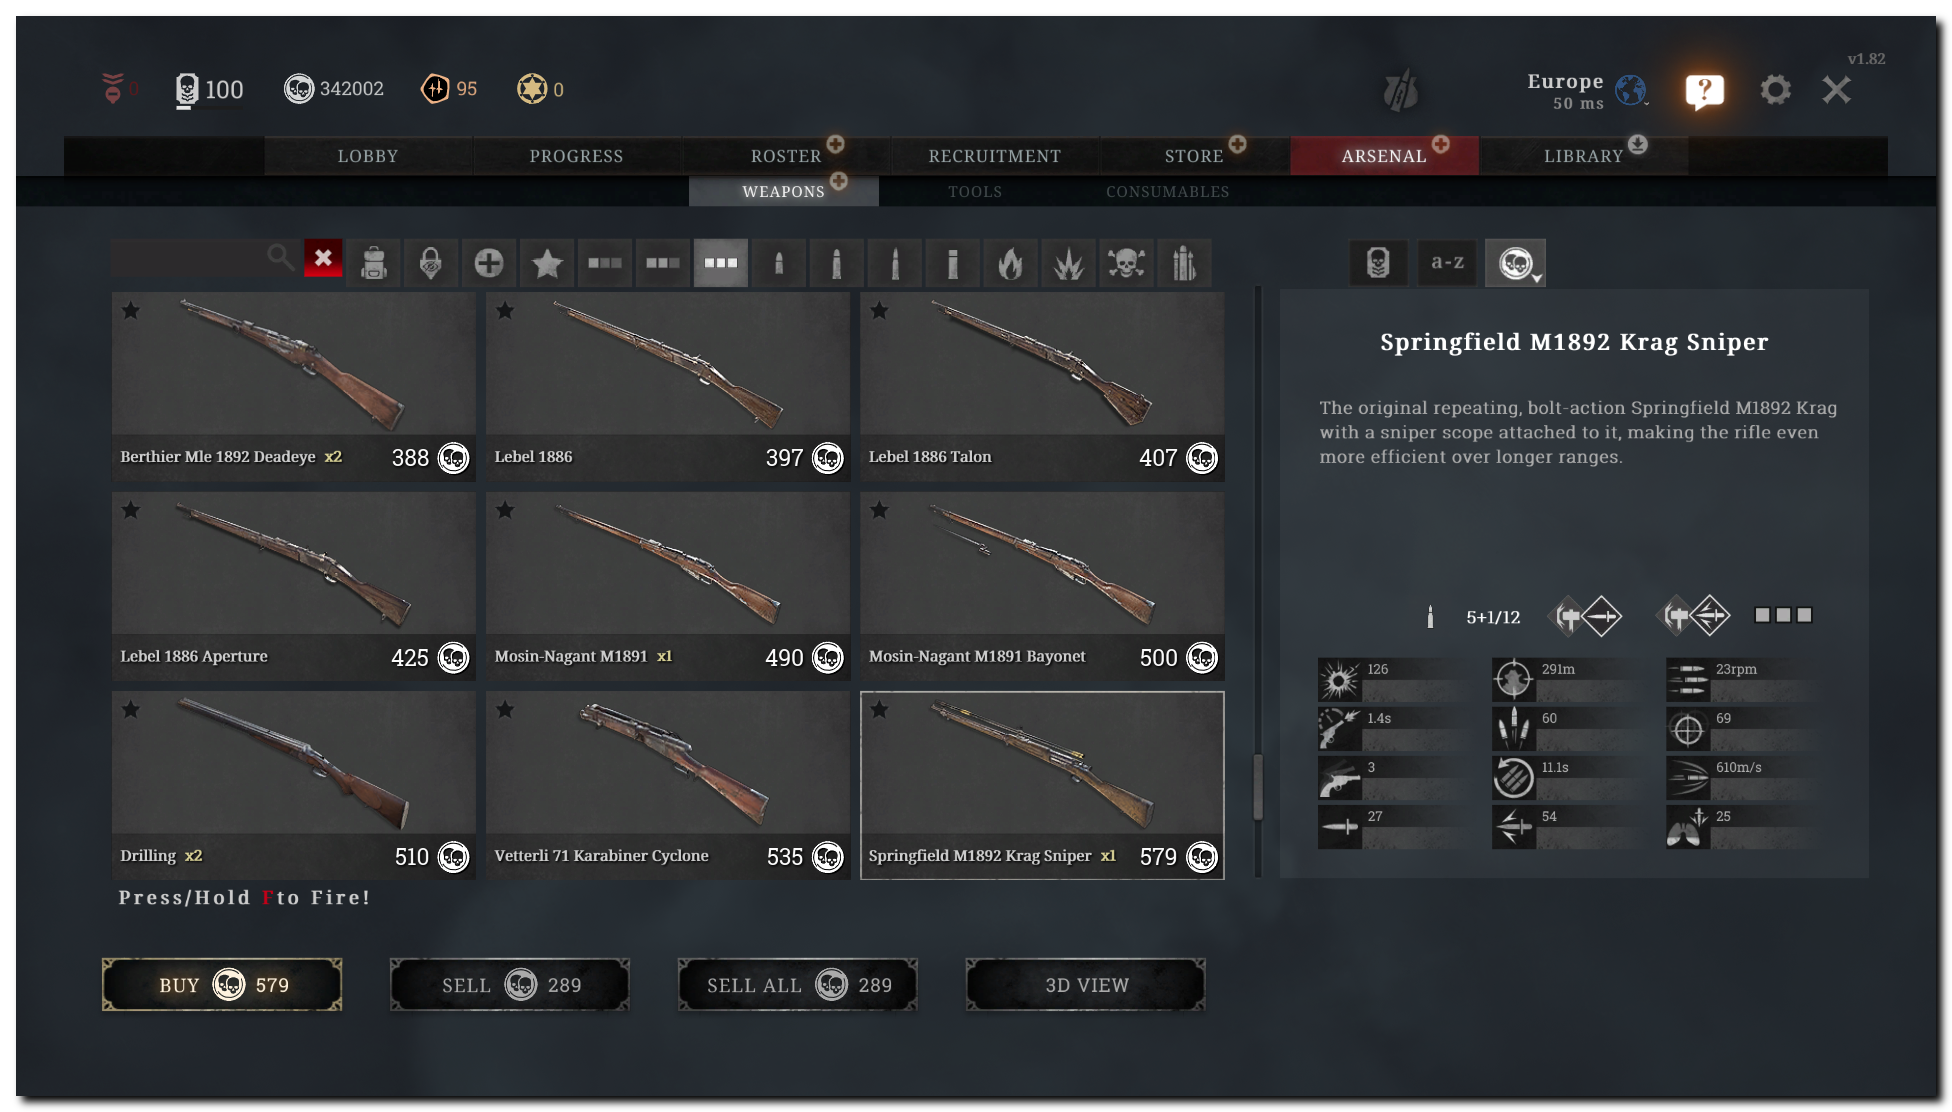 v1.82
0
100
342002
95
0
Europe
50 ms
?
LOBBY
PROGRESS
ROSTER
RECRUITMENT
STORE
ARSENAL
LIBRARY
WEAPONS
TOOLS
CONSUMABLES
a-z
Berthier Mle 1892 Deadeye x2 388
Lebel 1886 397
Lebel 1886 Talon 407
Lebel 1886 Aperture 425
Mosin-Nagant M1891 x1 490
Mosin-Nagant M1891 Bayonet 500
Drilling x2 510
Vetterli 71 Karabiner Cyclone 535
Springfield M1892 Krag Sniper x1 579
Springfield M1892 Krag Sniper
The original repeating, bolt-action Springfield M1892 Krag
with a sniper scope attached to it, making the rifle even
more efficient over longer ranges.
5+1/12
126
291m
23rpm
1.4s
60
69
3
11.1s
610m/s
27
54
25
Press/Hold F to Fire!
BUY 579
SELL 289
SELL ALL 289
3D VIEW